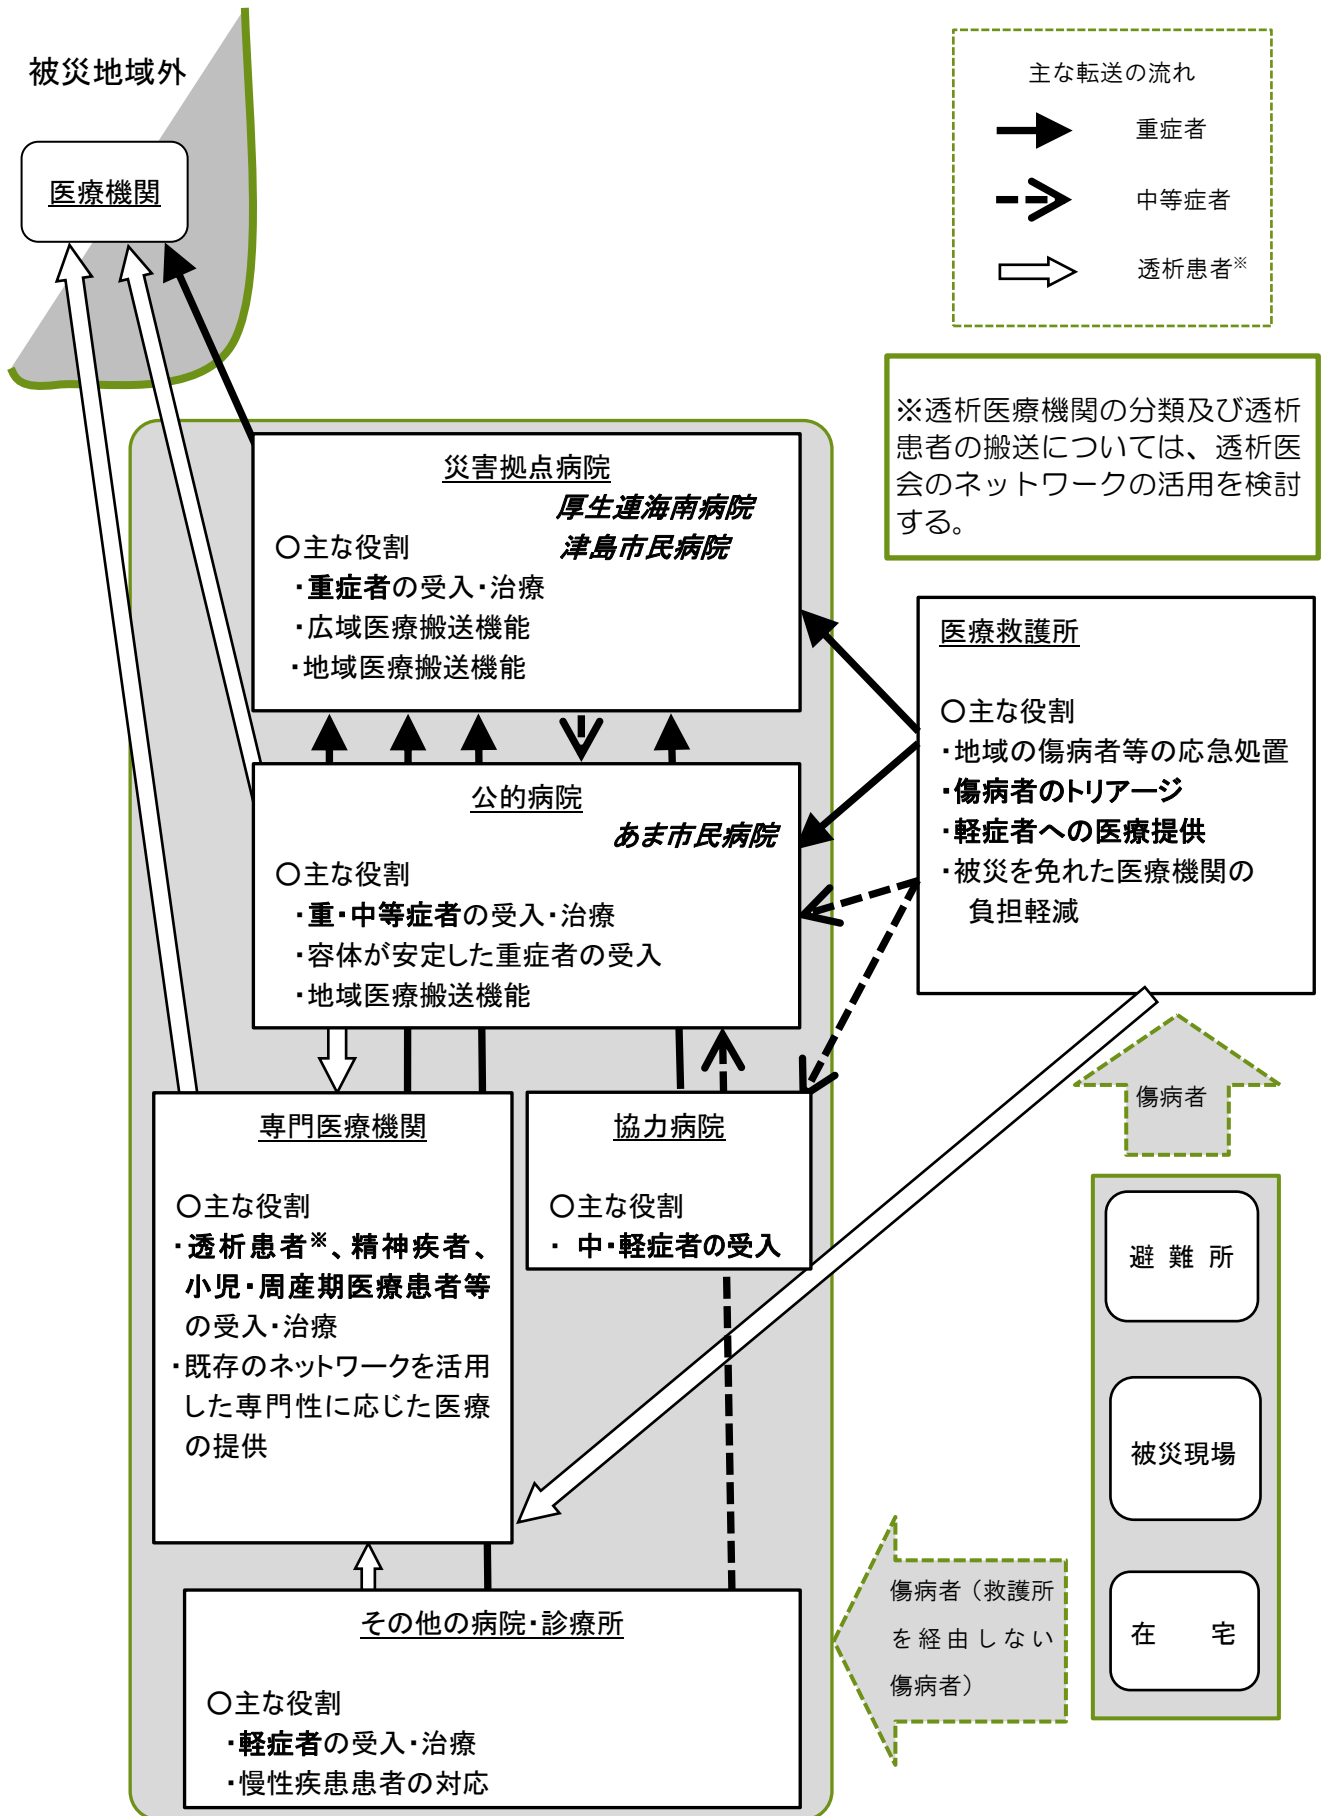 被災地域外
医療機関
主な転送の流れ
重症者
中等症者
透析患者※
※透析医療機関の分類及び透析
患者の搬送については、透析医
会のネットワークの活用を検討
する。
災害拠点病院
厚生連海南病院
○主な役割　津島市民病院
・重症者の受入・治療
・広域医療搬送機能
・地域医療搬送機能
医療救護所
○主な役割
・地域の傷病者等の応急処置
・傷病者のトリアージ
・軽症者への医療提供
・被災を免れた医療機関の
負担軽減
公的病院
あま市民病院
○主な役割
・重・中等症者の受入・治療
・容体が安定した重症者の受入
・地域医療搬送機能
専門医療機関
○主な役割
・透析患者※、精神疾者、
小児・周産期医療患者等
の受入・治療
・既存のネットワークを活用
した専門性に応じた医療
の提供
協力病院
○主な役割
・ 中・軽症者の受入
傷病者
避 難 所
被災現場
在　　宅
傷病者（救護所
を経由しない
傷病者）
その他の病院・診療所
○主な役割
・軽症者の受入・治療
・慢性疾患患者の対応